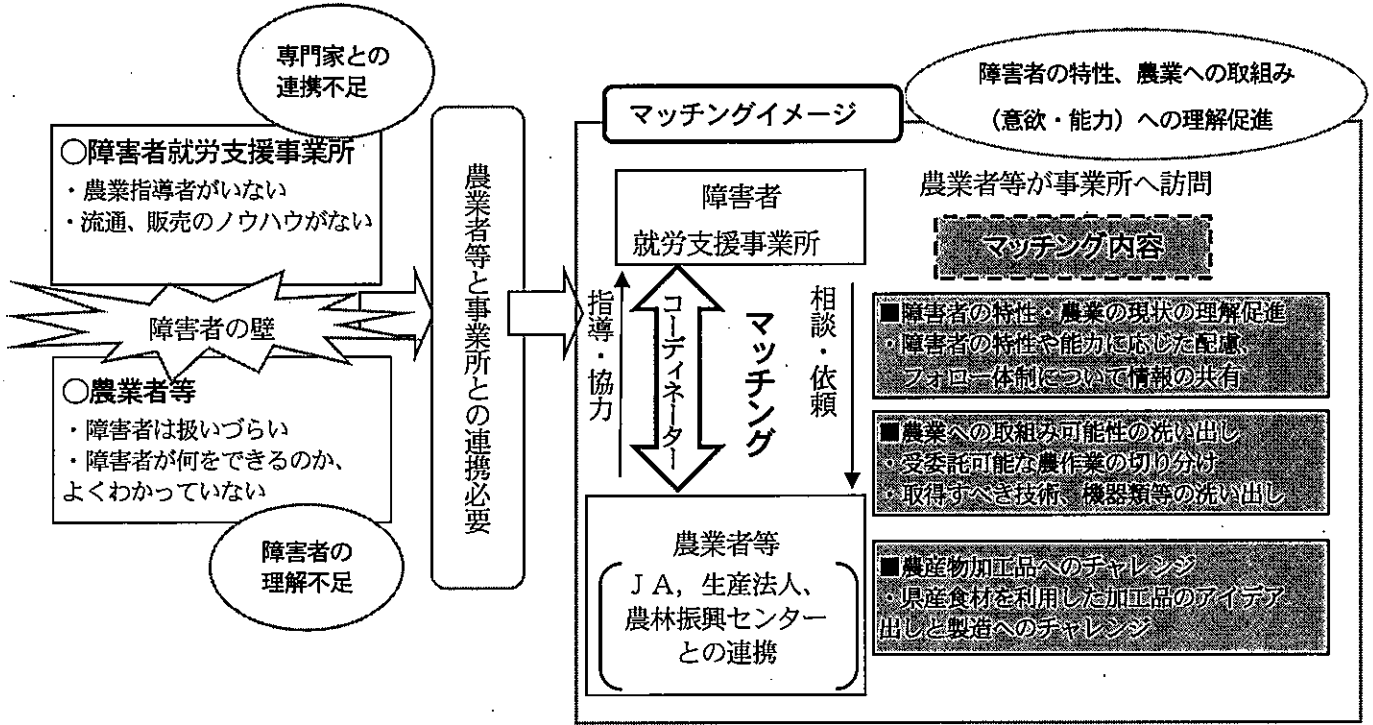 専門家との
連携不足
○障害者就労支援事業所
・農業指導者がいない
・流通、販売のノウハウがない
障害者の壁
○農業者等
・障害者は扱いづらい
・障害者が何をできるのか、
よくわかっていない
障害者の
理解不足
農業者等と事業所との連携必要
マッチングイメージ
障害者の特性、農業への取組み
(意欲・能力)への理解促進
障害者
就労支援事業所
農業者等が事業所へ訪問
マッチング内容
指導・協力
コーディネーター
マッチング
相談・依頼
■障害者の特性・農業の現状の理解促進
・障害者の特性や能力に応じた配慮、
フォロー体制について情報の共有
■農業への取組み可能性の洗い出し
・受委託可能な農作業の切り分け
・取得すべき技術、機器類等の洗い出し
農業者等
JA,生産法人、
農林振興センター
との連携
■農産物加工品へのチャレンジ
・県産食材を利用した加工品のアイデア
出しと製造へのチャレンジ